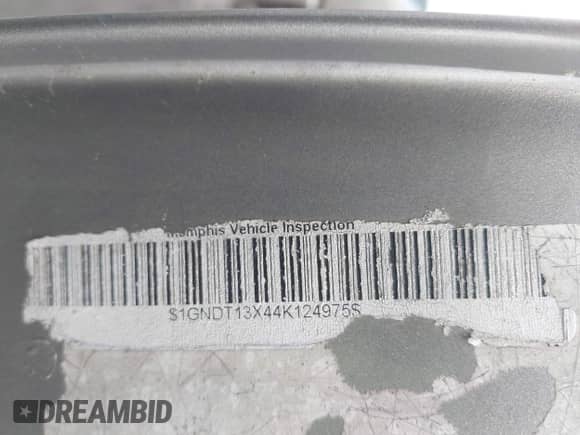 Memphis Vehicle Inspection
$1GNDT13X44K124975$
DREAMBID